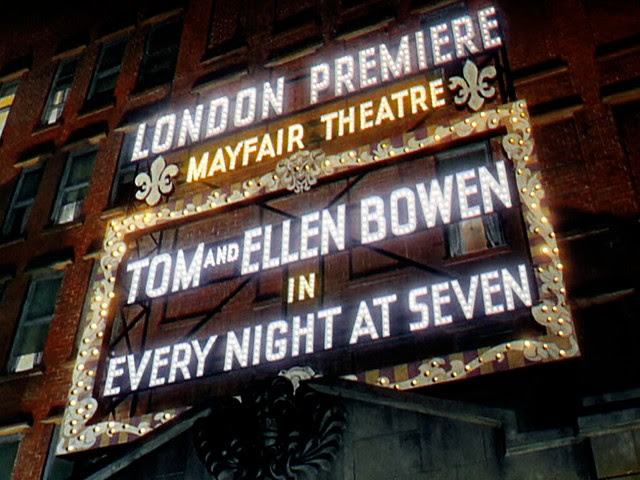 LONDON PREMIERE
MAYFAIR THEATRE
TOM AND ELLEN BOWEN
IN
EVERY NIGHT AT SEVEN